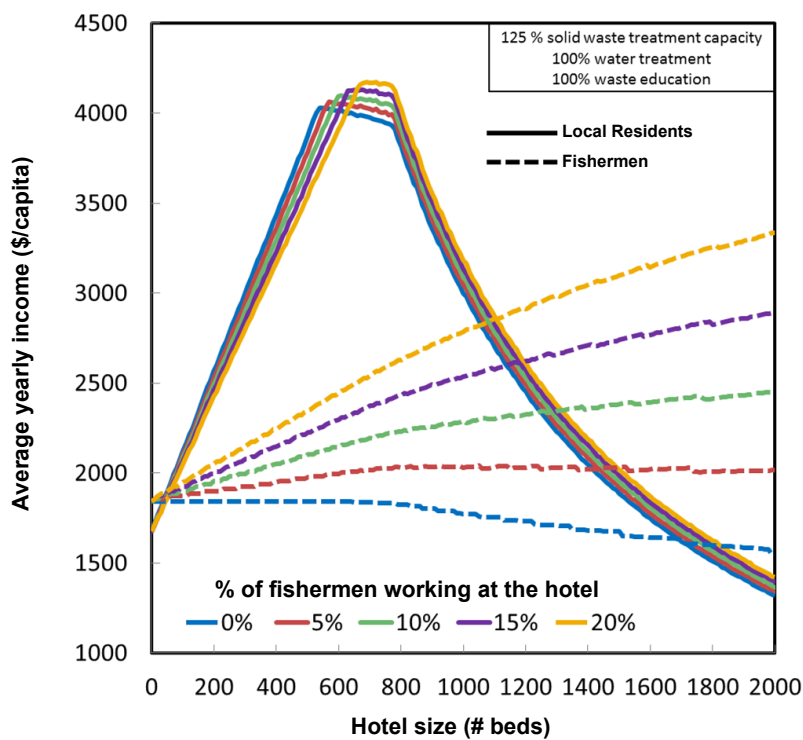 4500
4000
3500
3000
2500
2000
1500
1000
Average yearly income ($/capita)
125 % solid waste treatment capacity
100% water treatment
100% waste education
Local Residents
Fishermen
% of fishermen working at the hotel
0% 5% 10% 15% 20%
0 200 400 600 800 1000 1200 1400 1600 1800 2000
Hotel size (# beds)